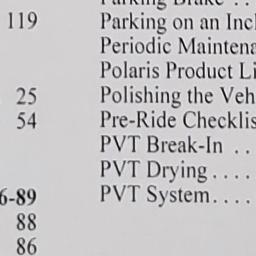 119
25
54
6-89
88
86
Parking Brake . .
Parking on an Inc
Periodic Maintena
Polaris Product Li
Polishing the Veh
Pre-Ride Checklis
PVT Break-In . .
PVT Drying . . . .
PVT System. . . .